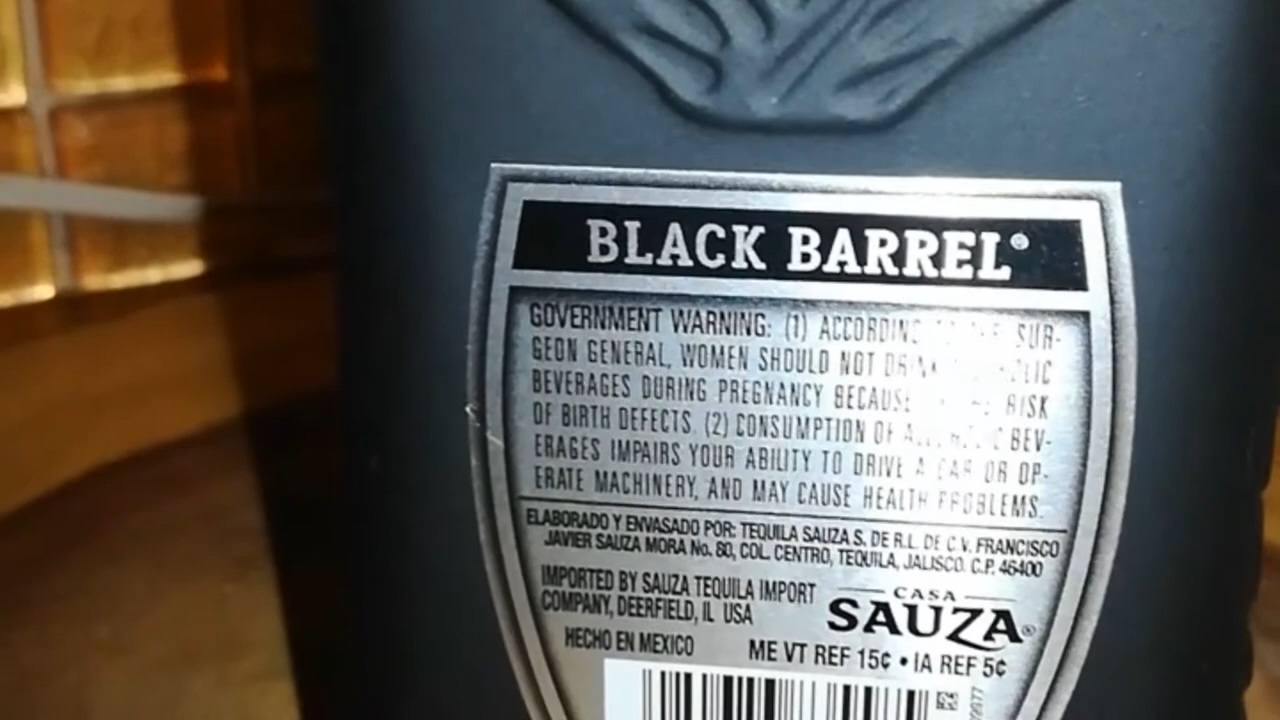 BLACK BARREL®
GOVERNMENT WARNING: (1) ACCORDING SUR-
GEON GENERAL, WOMEN SHOULD NOT DRINK
BEVERAGES DURING PREGNANCY BECAUSE RISK
OF BIRTH DEFECTS. (2) CONSUMPTION OF ALCOHOLIC BEV-
ERAGES IMPAIRS YOUR ABILITY TO DRIVE A CAR OR OP-
ERATE MACHINERY, AND MAY CAUSE HEALTH PROBLEMS.
ELABORADO Y ENVASADO POR: TEQUILA SAUZA S. DE R.L. DE C.V. FRANCISCO
JAVIER SAUZA MORA No. 80, COL. CENTRO, TEQUILA, JALISCO. C.P. 46400
IMPORTED BY SAUZA TEQUILA IMPORT
COMPANY, DEERFIELD, IL USA
CASA
SAUZA®
HECHO EN MEXICO
ME VT REF 15¢ • IA REF 5¢